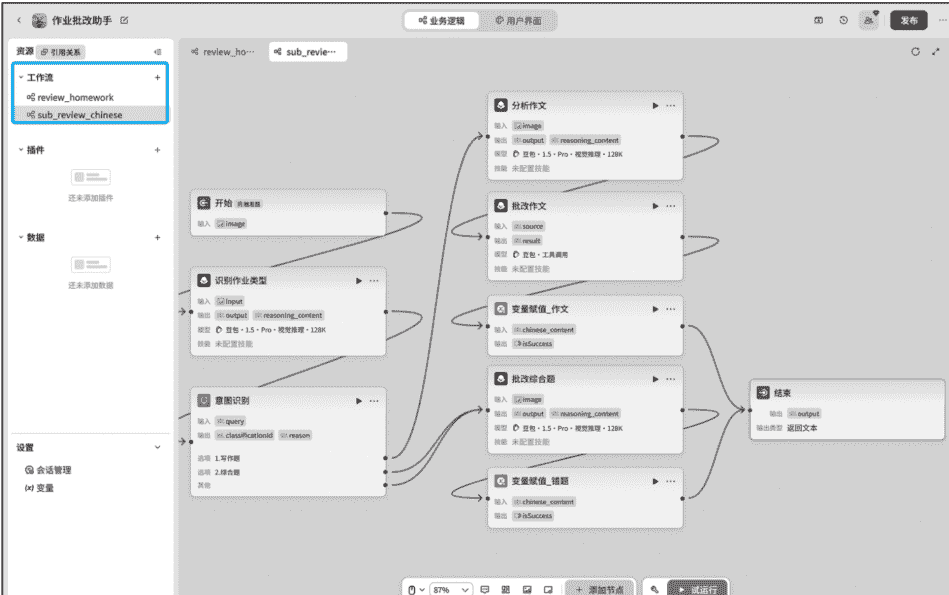 作业批改助手
业务逻辑 用户界面
发布
资源 引用关系
review_ho··· sub_revie···
工作流
review_homework
sub_review_chinese
插件
还未添加插件
数据
还未添加数据
设置
会话管理
(x) 变量
开始
输入 image
识别作业类型
输入 input
输出 output reasoning_content
模型 豆包·1.5·Pro·视觉推理·128K
技能 未配置技能
意图识别
输入 query
输出 classificationId reason
选项 1.写作题
选项 2.综合题
其他
分析作文
输入 image
输出 output reasoning_content
模型 豆包·1.5·Pro·视觉推理·128K
技能 未配置技能
批改作文
输入 source
输出 result
模型 豆包·工具调用
技能 未配置技能
变量赋值_作文
输入 chinese_content
输出 isSuccess
批改综合题
输入 image
输出 output reasoning_content
模型 豆包·1.5·Pro·视觉推理·128K
技能 未配置技能
变量赋值_错题
输入 chinese_content
输出 isSuccess
结束
输出 output
输出类型 返回文本
87% 添加节点 试运行